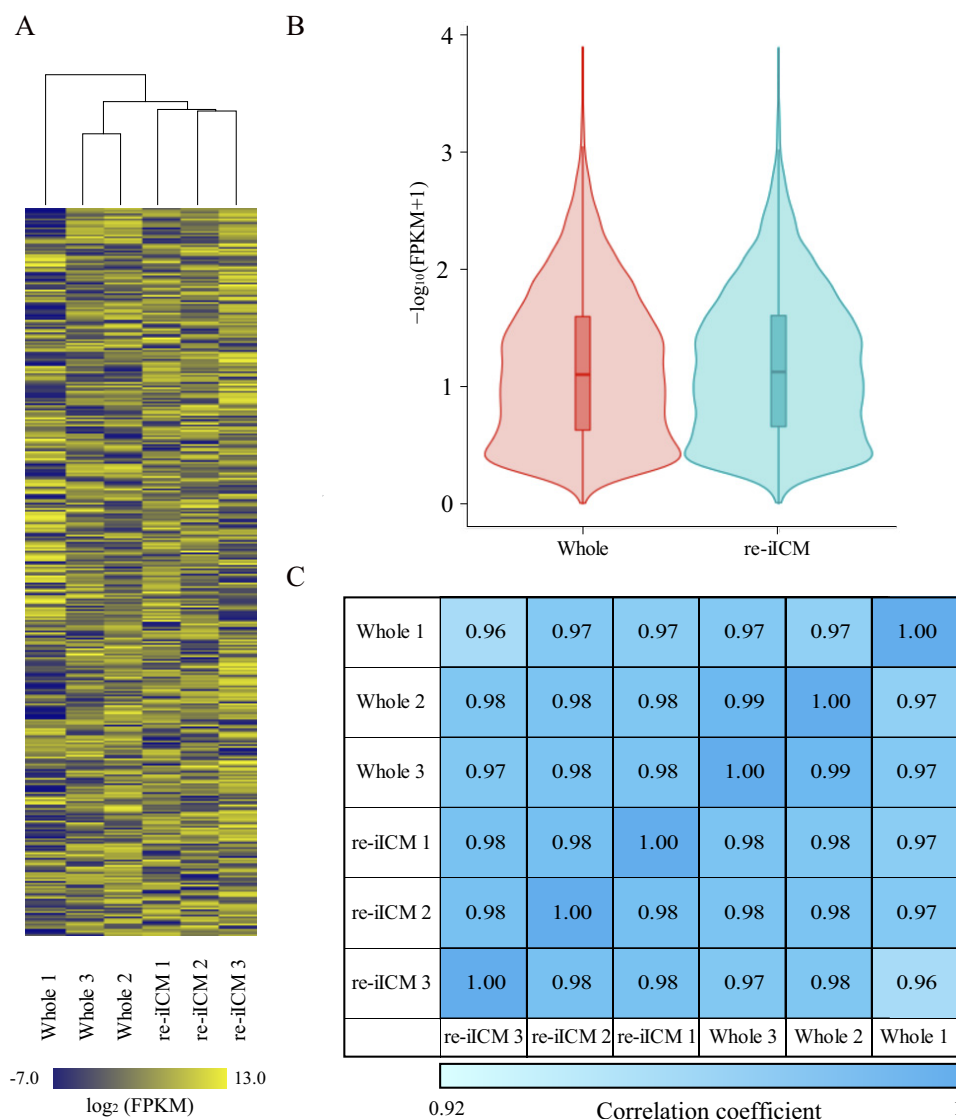 A
B
4
3
2
1
0
−log₁₀(FPKM+1)
Whole
re-iICM
Whole 1
Whole 3
Whole 2
re-iICM 1
re-iICM 2
re-iICM 3
-7.0
13.0
log₂ (FPKM)
C
Whole 1 0.96 0.97 0.97 0.97 0.97 1.00
Whole 2 0.98 0.98 0.98 0.99 1.00 0.97
Whole 3 0.97 0.98 0.98 1.00 0.99 0.97
re-iICM 1 0.98 0.98 1.00 0.98 0.98 0.97
re-iICM 2 0.98 1.00 0.98 0.98 0.98 0.97
re-iICM 3 1.00 0.98 0.98 0.97 0.98 0.96
re-iICM 3 re-iICM 2 re-iICM 1 Whole 3 Whole 2 Whole 1
0.92 Correlation coefficient